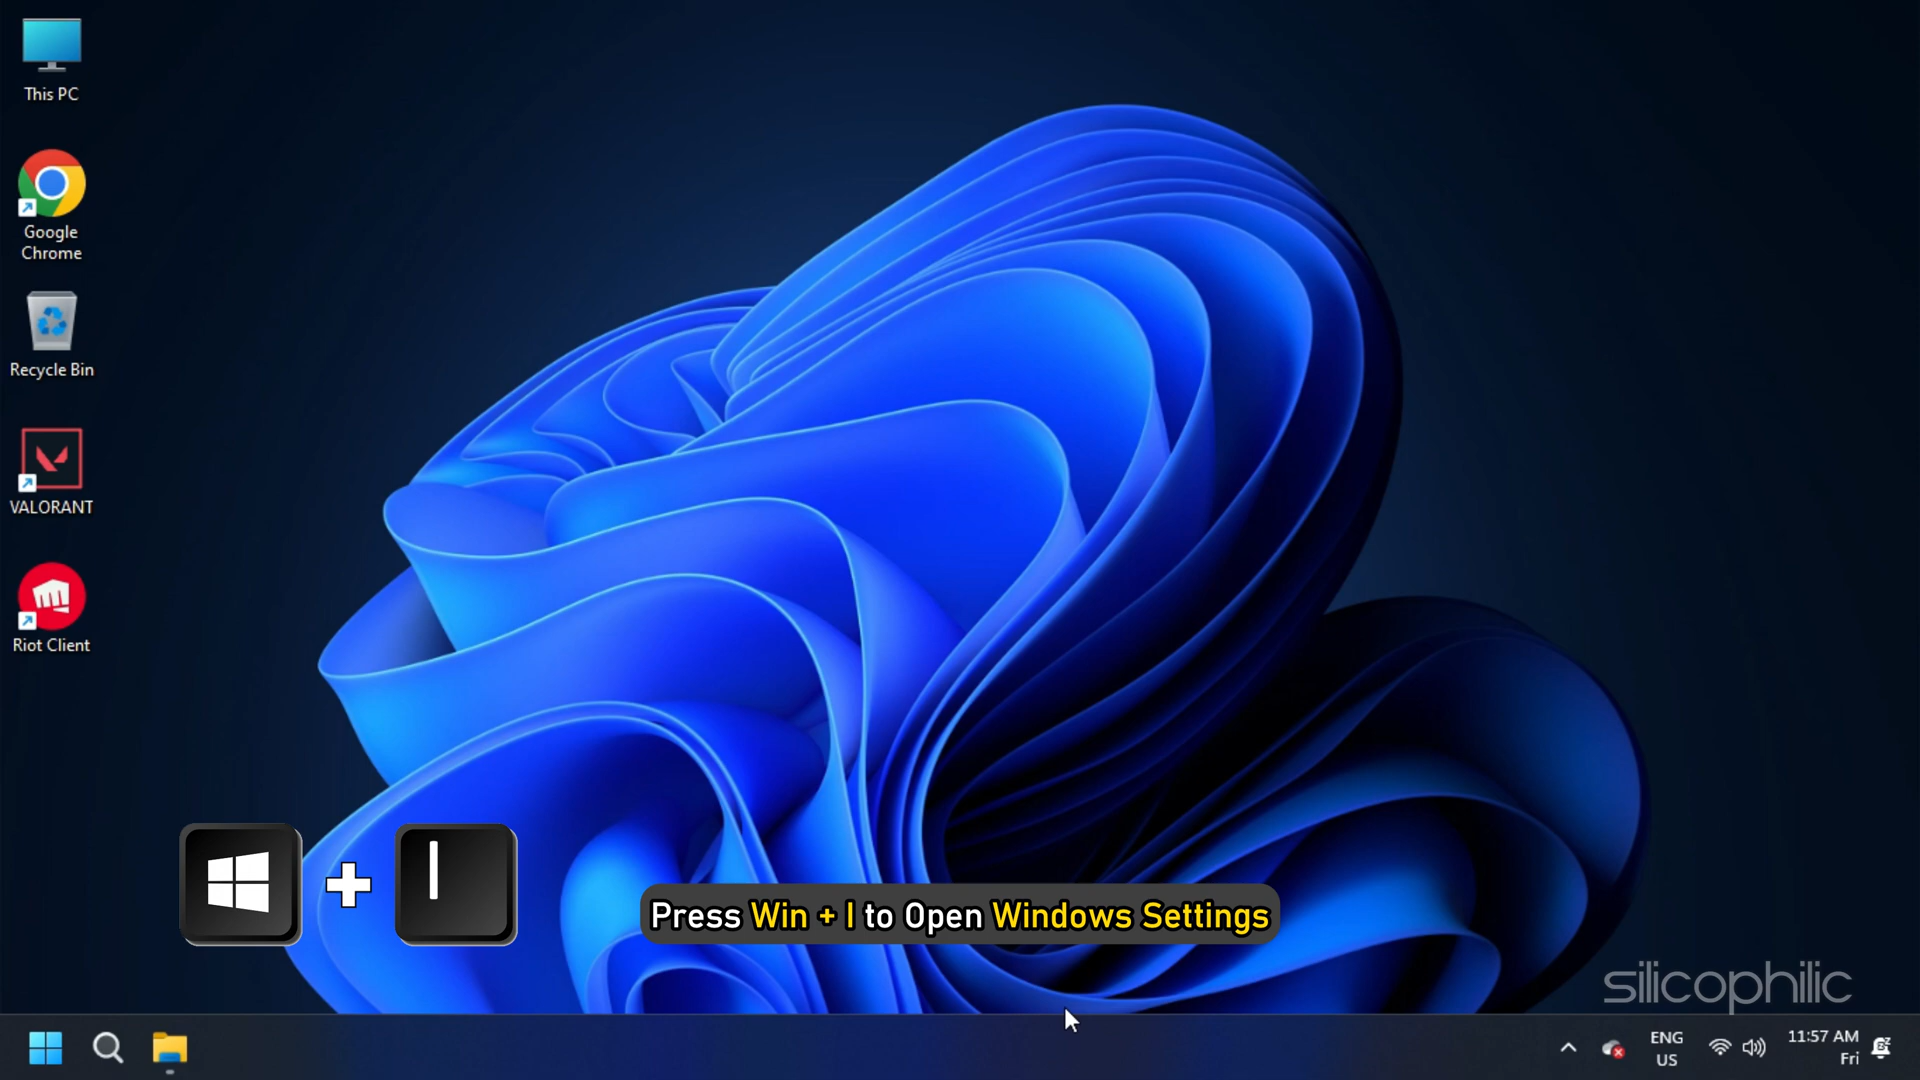 This PC
Google
Chrome
Recycle Bin
VALORANT
Riot Client
I
Press Win + I to Open Windows Settings
silicophilic
ENG
US
11:57 AM
Fri